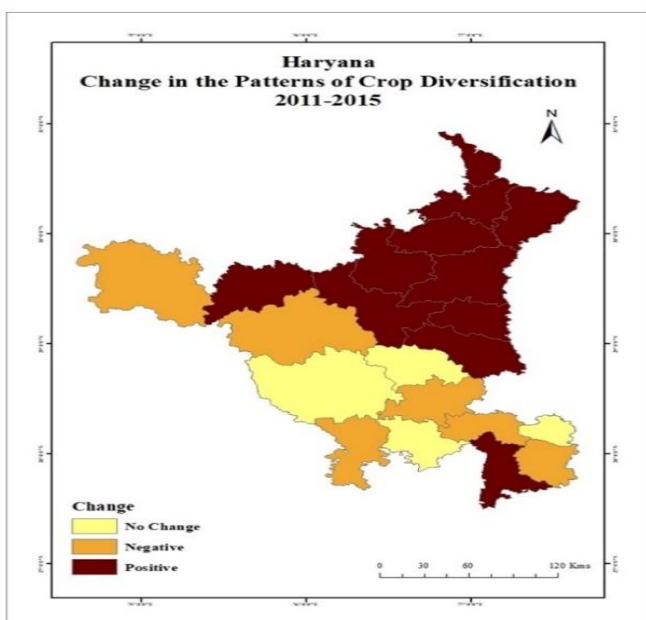 Haryana
Change in the Patterns of Crop Diversification
2011-2015
N
Change
No Change
Negative
Positive
0 30 60 120 Kms